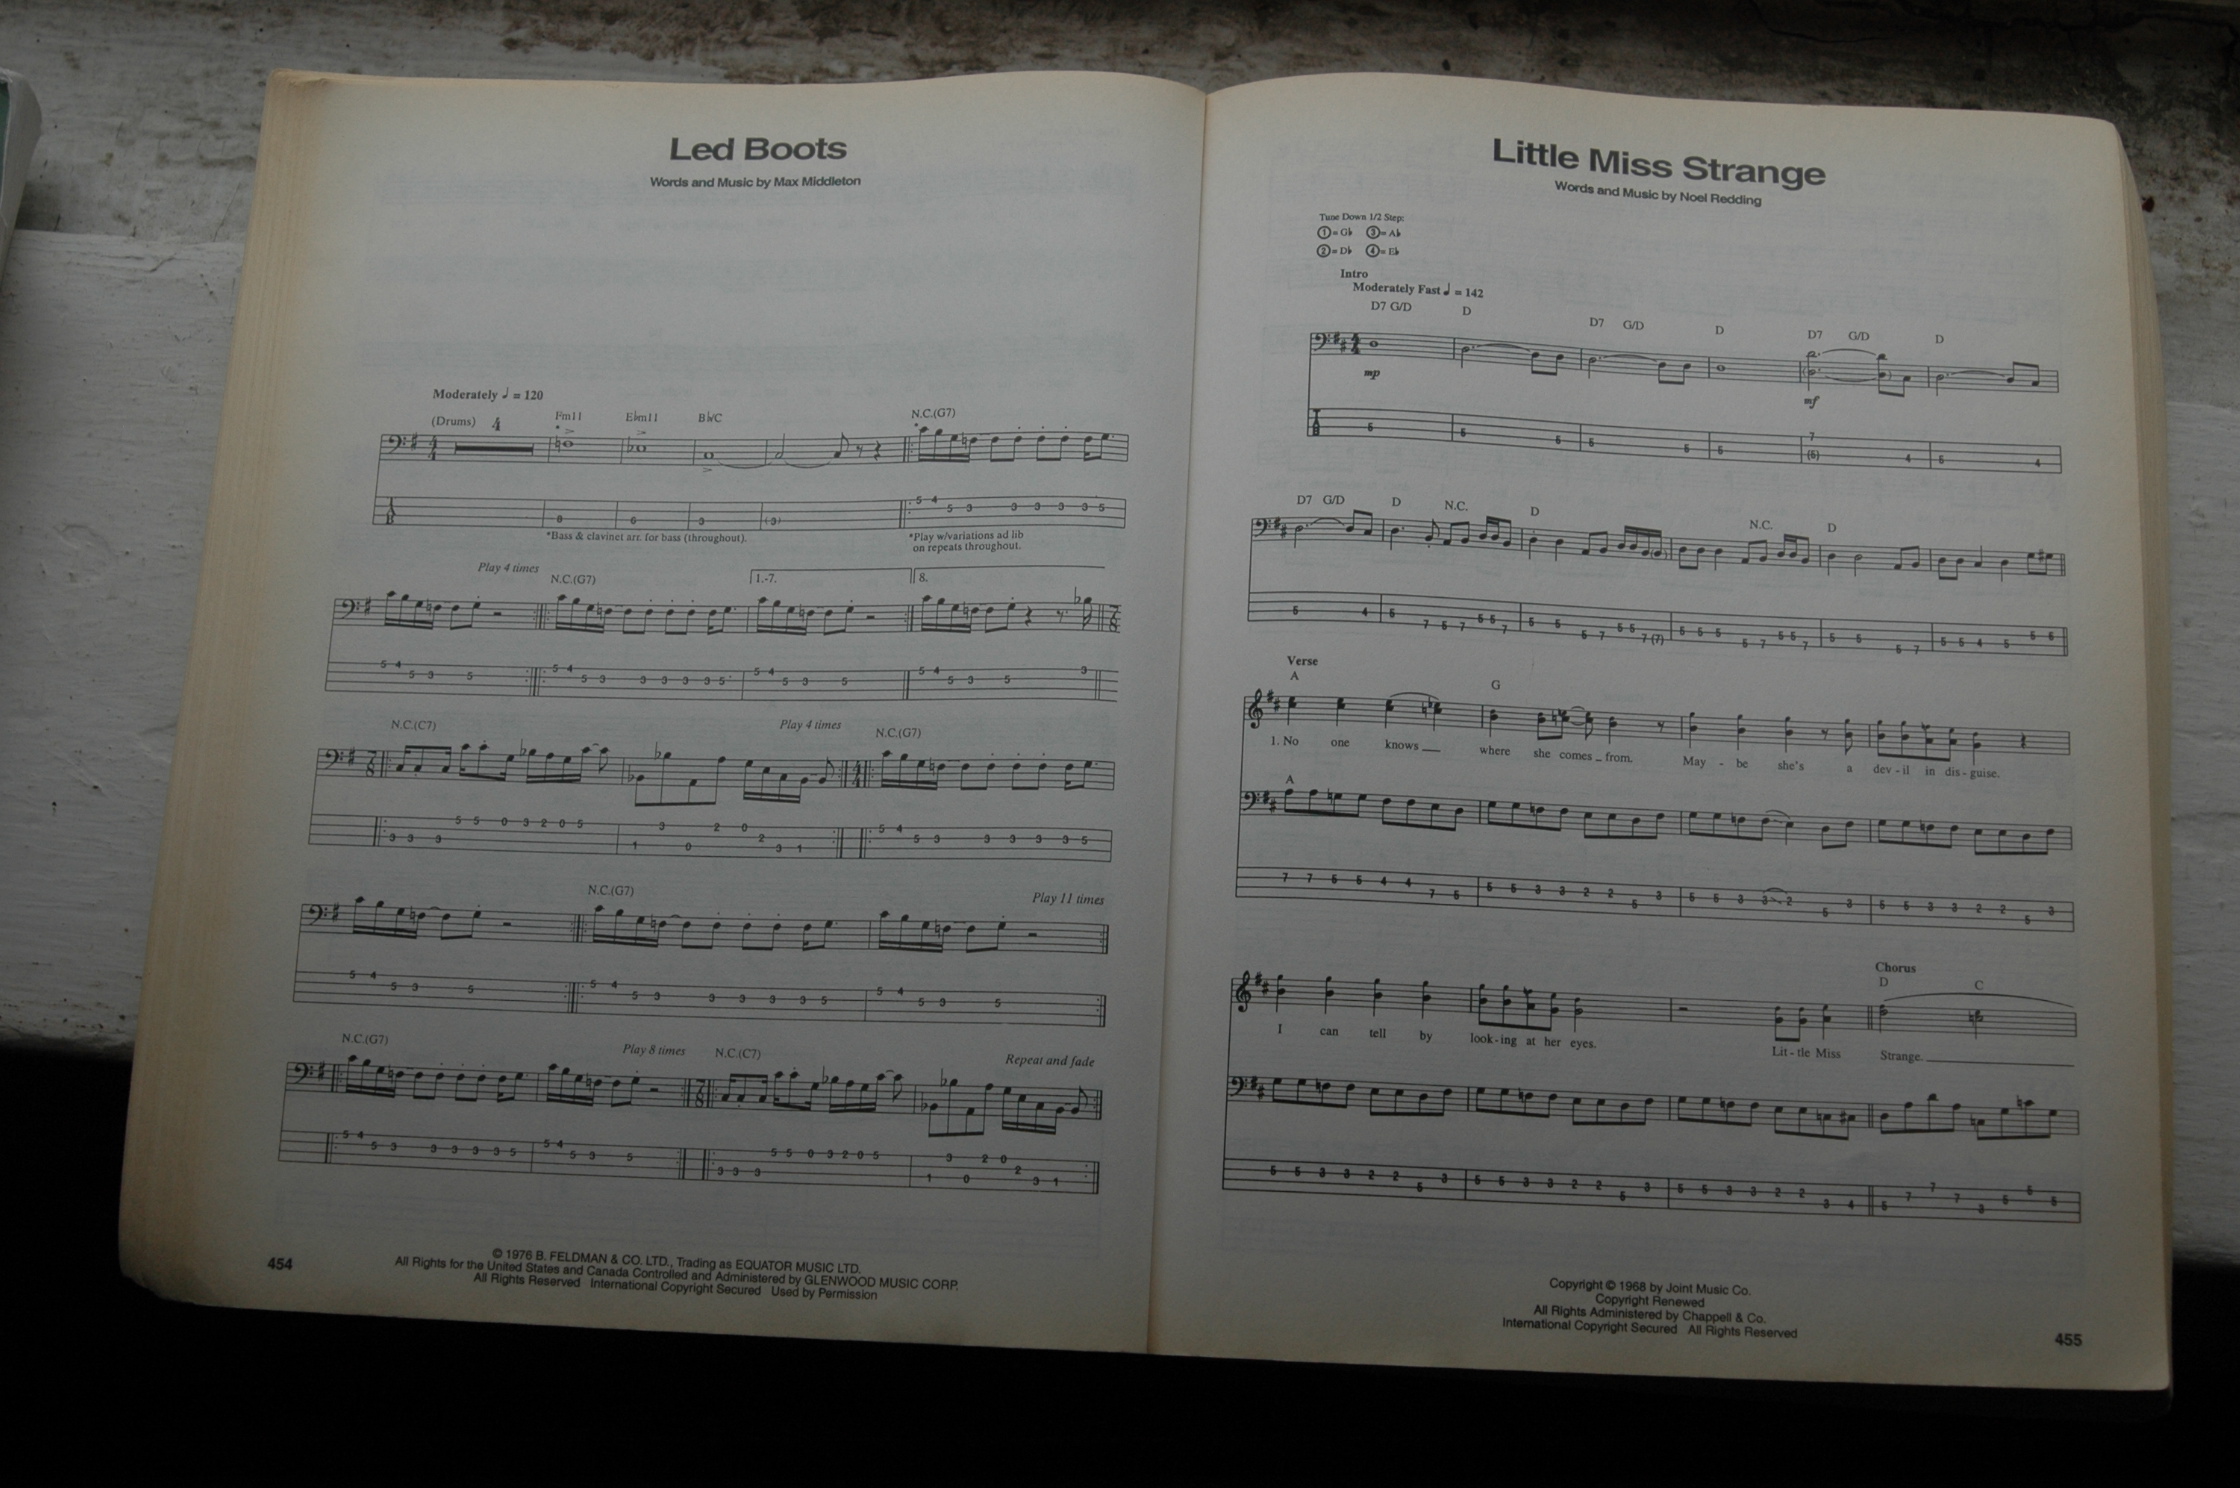 Led Boots
Words and Music by Max Middleton
Moderately ♩ = 120
(Drums) 4 Fm11 E♭m11 B♭/C N.C.(G7)
*Bass & clavinet arr. for bass (throughout).
*Play w/variations ad lib
on repeats throughout.
Play 4 times N.C.(G7) 1.-7. 8.
N.C.(C7) Play 4 times N.C.(G7)
N.C.(G7) Play 11 times
N.C.(G7) Play 8 times N.C.(C7) Repeat and fade
© 1976 B. FELDMAN & CO. LTD., Trading as EQUATOR MUSIC LTD.
All Rights for the United States and Canada Controlled and Administered by GLENWOOD MUSIC CORP.
All Rights Reserved International Copyright Secured Used by Permission
454
Little Miss Strange
Words and Music by Noel Redding
Tune Down 1/2 Step:
①= G♭ ③= A♭
②= D♭ ④= E♭
Intro
Moderately Fast ♩ = 142
D7 G/D D D7 G/D D D7 G/D D
mp mf
D7 G/D D N.C. D N.C. D
Verse
A G
1. No one knows where she comes from. May - be she's a dev - il in dis - guise.
A
Chorus
D C
I can tell by look - ing at her eyes. Lit - tle Miss Strange.
Copyright © 1968 by Joint Music Co.
Copyright Renewed
All Rights Administered by Chappell & Co.
International Copyright Secured All Rights Reserved
455